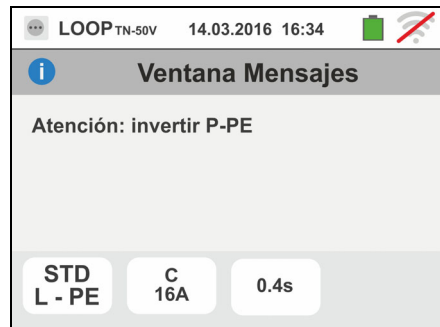 LOOP TN-50V 14.03.2016 16:34
Ventana Mensajes
Atención: invertir P-PE
STD
L - PE
C
16A
0.4s